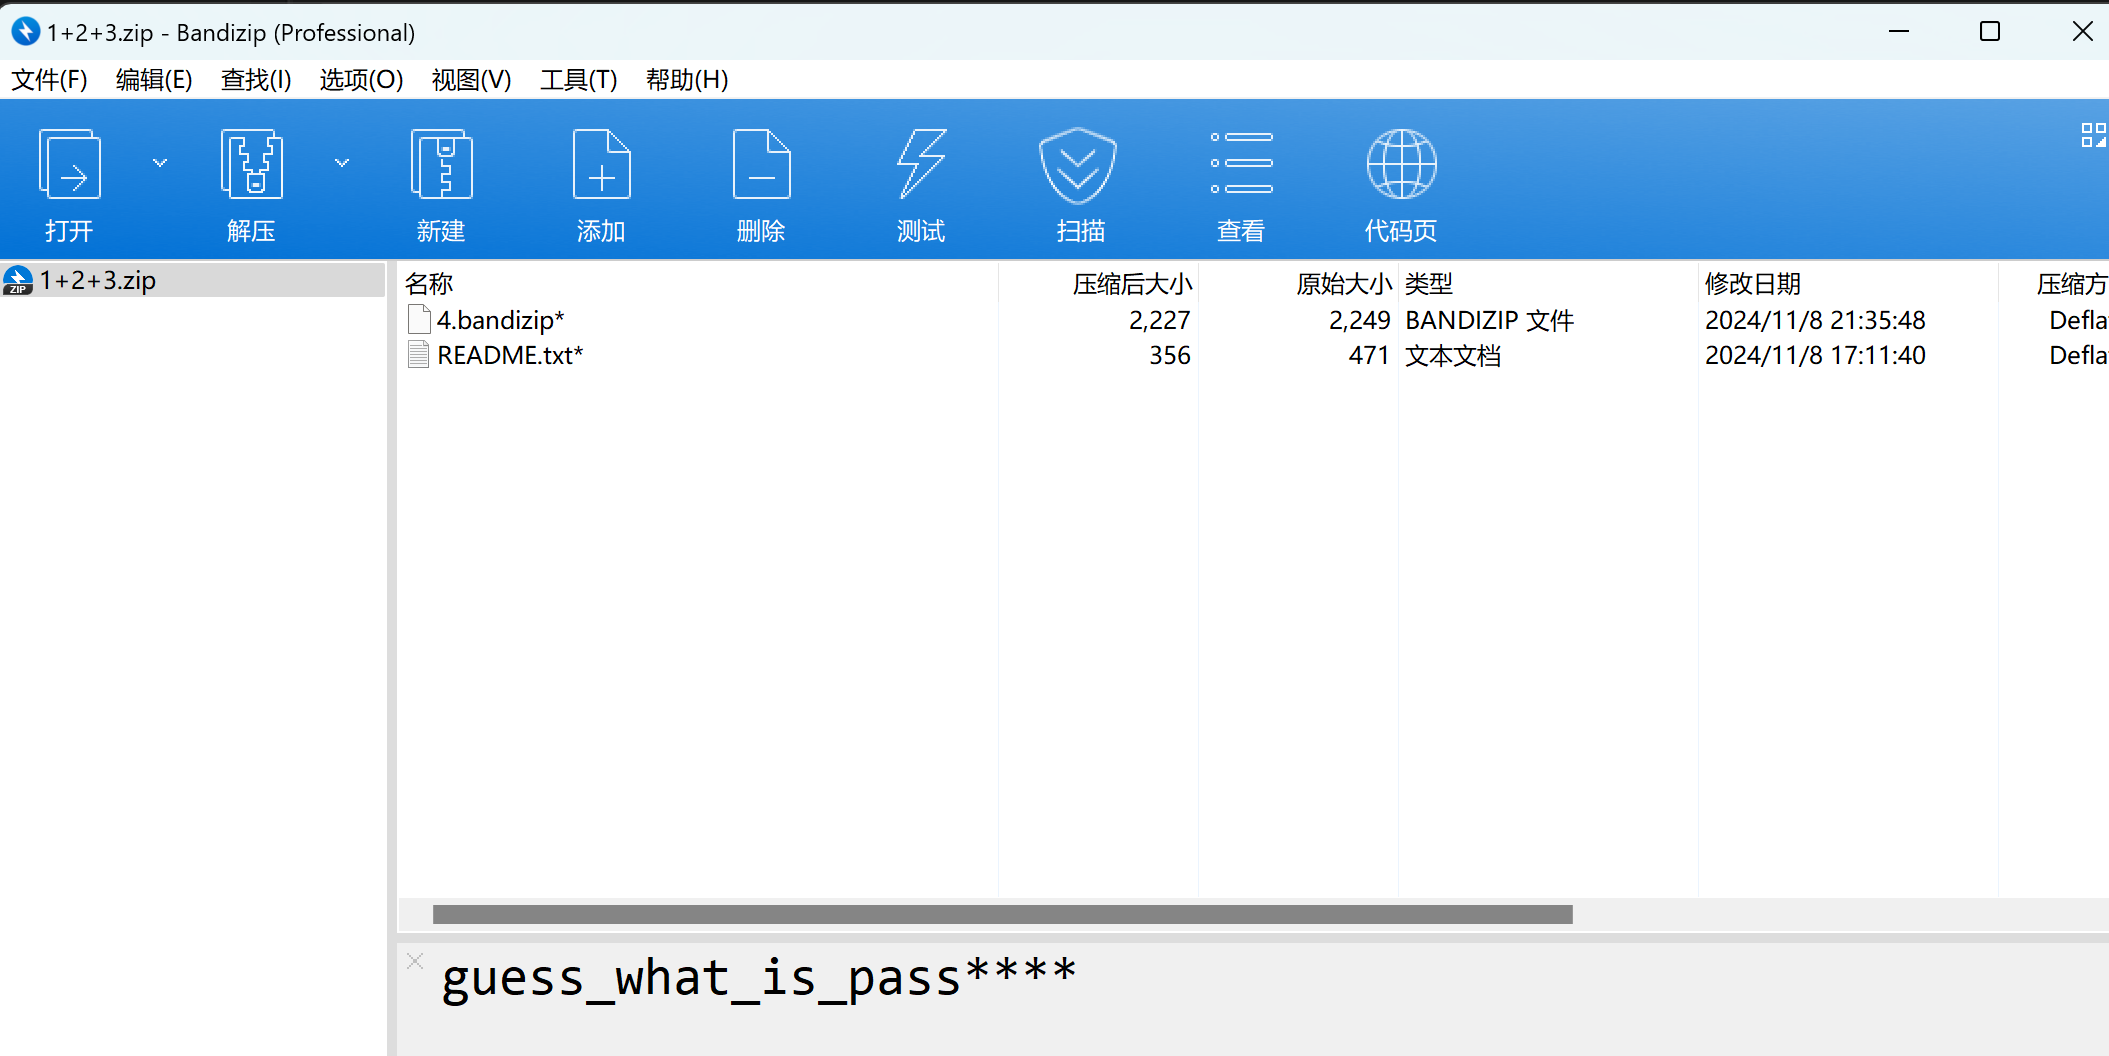 1+2+3.zip - Bandizip (Professional)
文件(F) 编辑(E) 查找(I) 选项(O) 视图(V) 工具(T) 帮助(H)
打开 解压 新建 添加 删除 测试 扫描 查看 代码页
ZIP 1+2+3.zip
名称 压缩后大小 原始大小 类型 修改日期 压缩方
4.bandizip* 2,227 2,249 BANDIZIP 文件 2024/11/8 21:35:48 Defla
README.txt* 356 471 文本文档 2024/11/8 17:11:40 Defla
guess_what_is_pass****